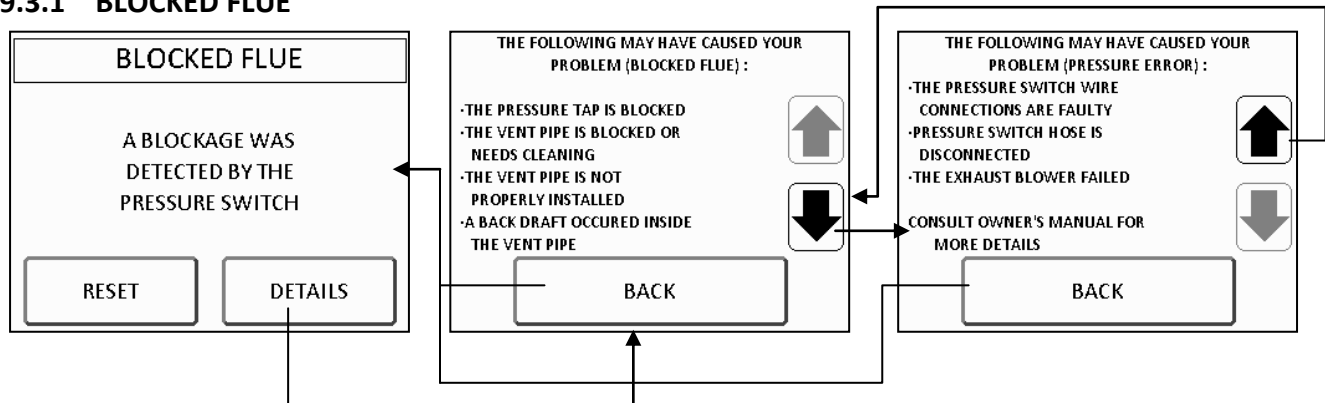 9.3.1 BLOCKED FLUE
BLOCKED FLUE
A BLOCKAGE WAS
DETECTED BY THE
PRESSURE SWITCH
RESET
DETAILS
THE FOLLOWING MAY HAVE CAUSED YOUR
PROBLEM (BLOCKED FLUE) :
·THE PRESSURE TAP IS BLOCKED
·THE VENT PIPE IS BLOCKED OR
NEEDS CLEANING
·THE VENT PIPE IS NOT
PROPERLY INSTALLED
·A BACK DRAFT OCCURED INSIDE
THE VENT PIPE
BACK
THE FOLLOWING MAY HAVE CAUSED YOUR
PROBLEM (PRESSURE ERROR) :
·THE PRESSURE SWITCH WIRE
CONNECTIONS ARE FAULTY
·PRESSURE SWITCH HOSE IS
DISCONNECTED
·THE EXHAUST BLOWER FAILED
CONSULT OWNER'S MANUAL FOR
MORE DETAILS
BACK